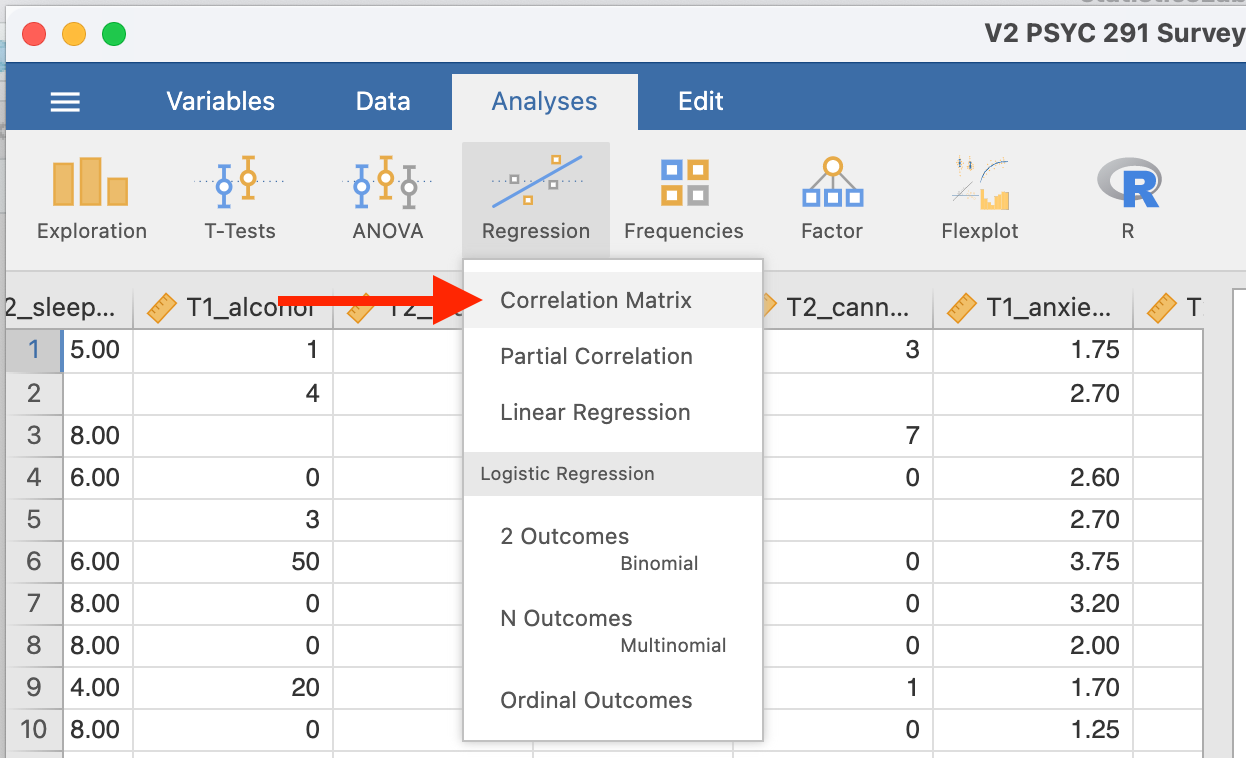 V2 PSYC 291 Survey
Variables Data Analyses Edit
Exploration T-Tests ANOVA Regression Frequencies Factor Flexplot R
2_sleep... T1_alcohol T2_cann... T1_anxie... T
Correlation Matrix
Partial Correlation
Linear Regression
Logistic Regression
2 Outcomes
Binomial
N Outcomes
Multinomial
Ordinal Outcomes
1 5.00 1 3 1.75
2 4 2.70
3 8.00 7
4 6.00 0 0 2.60
5 3 2.70
6 6.00 50 0 3.75
7 8.00 0 0 3.20
8 8.00 0 0 2.00
9 4.00 20 1 1.70
10 8.00 0 0 1.25